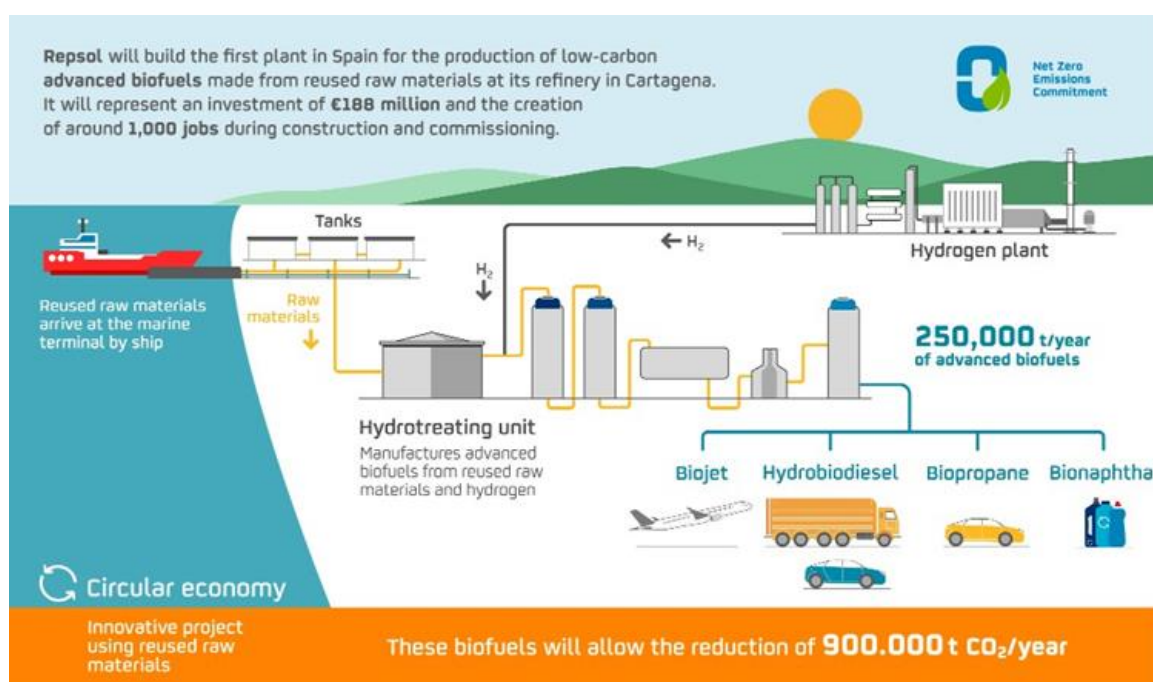 Repsol will build the first plant in Spain for the production of low-carbon
advanced biofuels made from reused raw materials at its refinery in Cartagena.
It will represent an investment of €188 million and the creation
of around 1,000 jobs during construction and commissioning.
Net Zero
Emissions
Commitment
Tanks
Hydrogen plant
← H₂
H₂
Reused raw materials
arrive at the marine
terminal by ship
Raw
materials
250,000 t/year
of advanced biofuels
Hydrotreating unit
Manufactures advanced
biofuels from reused raw
materials and hydrogen
Biojet
Hydrobiodiesel
Biopropane
Bionaphtha
Circular economy
Innovative project
using reused raw
materials
These biofuels will allow the reduction of 900.000 t CO₂/year